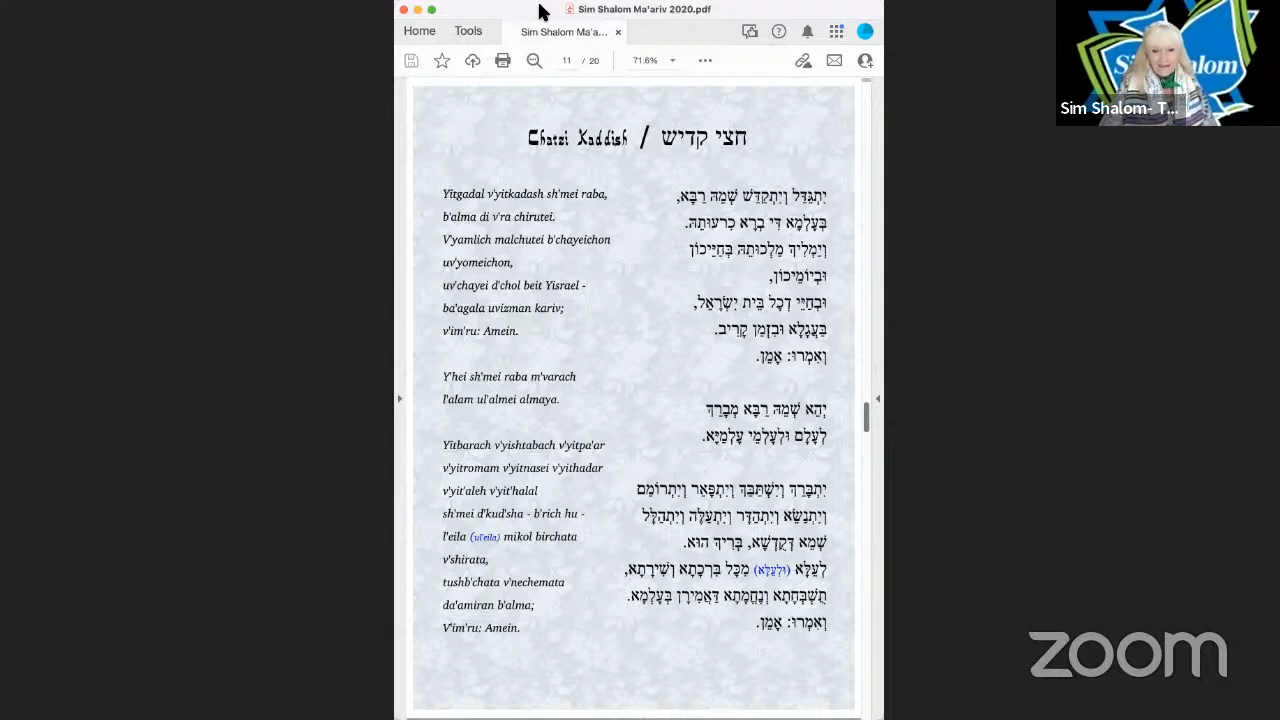 Sim Shalom Ma'ariv 2020.pdf
Home Tools Sim Shalom Ma'a... ×
11 / 20 71.6%
Chatzi Kaddish / חצי קדיש
Yitgadal v'yitkadash sh'mei raba,
b'alma di v'ra chirutei.
V'yamlich malchutei b'chayeichon
uv'yomeichon,
uv'chayei d'chol beit Yisrael -
ba'agala uvizman kariv;
v'im'ru: Amein.
Y'hei sh'mei raba m'varach
l'alam ul'almei almaya.
Yitbarach v'yishtabach v'yitpa'ar
v'yitromam v'yitnasei v'yithadar
v'yit'aleh v'yit'halal
sh'mei d'kud'sha - b'rich hu -
l'eila (ul'eila) mikol birchata
v'shirata,
tushb'chata v'nechemata
da'amiran b'alma;
V'im'ru: Amein.
יִתְגַּדַּל וְיִתְקַדַּשׁ שְׁמֵהּ רַבָּא,
בְּעָלְמָא דִּי בְרָא כִרְעוּתֵהּ.
וְיַמְלִיךְ מַלְכוּתֵהּ בְּחַיֵּיכוֹן
וּבְיוֹמֵיכוֹן,
וּבְחַיֵּי דְכָל בֵּית יִשְׂרָאֵל,
בַּעֲגָלָא וּבִזְמַן קָרִיב.
וְאִמְרוּ: אָמֵן.
יְהֵא שְׁמֵהּ רַבָּא מְבָרַךְ
לְעָלַם וּלְעָלְמֵי עָלְמַיָּא.
יִתְבָּרַךְ וְיִשְׁתַּבַּח וְיִתְפָּאַר וְיִתְרוֹמַם
וְיִתְנַשֵּׂא וְיִתְהַדָּר וְיִתְעַלֶּה וְיִתְהַלָּל
שְׁמֵא דְּקֻדְשָׁא, בְּרִיךְ הוּא.
לְעֵלָּא (וּלְעֵלָּא) מִכָּל בִּרְכָתָא וְשִׁירָתָא,
תֻּשְׁבְּחָתָא וְנֶחֱמָתָא דַּאֲמִירָן בְּעָלְמָא.
וְאִמְרוּ: אָמֵן.
Sim Shalom- T...
zoom